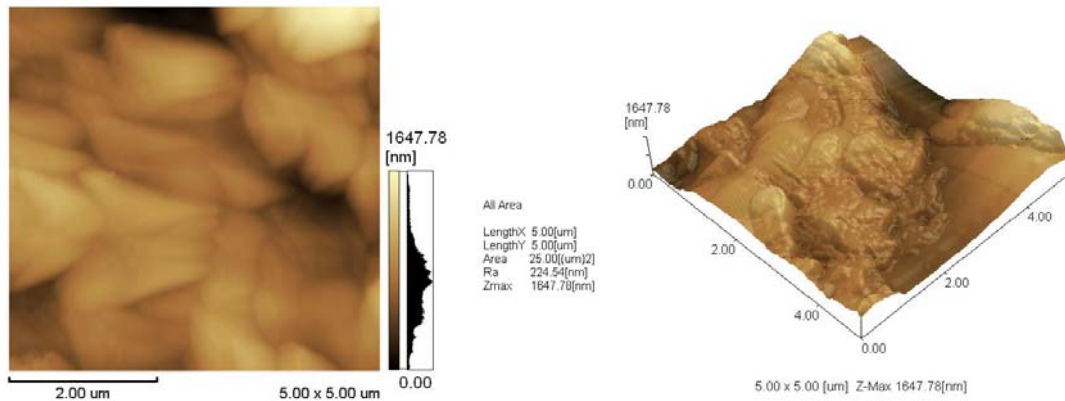 1647.78
[nm]
0.00
2.00 um
5.00 x 5.00 um
All Area
LengthX 5.00[um]
LengthY 5.00[um]
Area 25.00[(um)2]
Ra 224.54[nm]
Zmax 1647.78[nm]
1647.78
[nm]
0.00
2.00
4.00
0.00
2.00
4.00
5.00 x 5.00 [um] Z-Max 1647.78[nm]